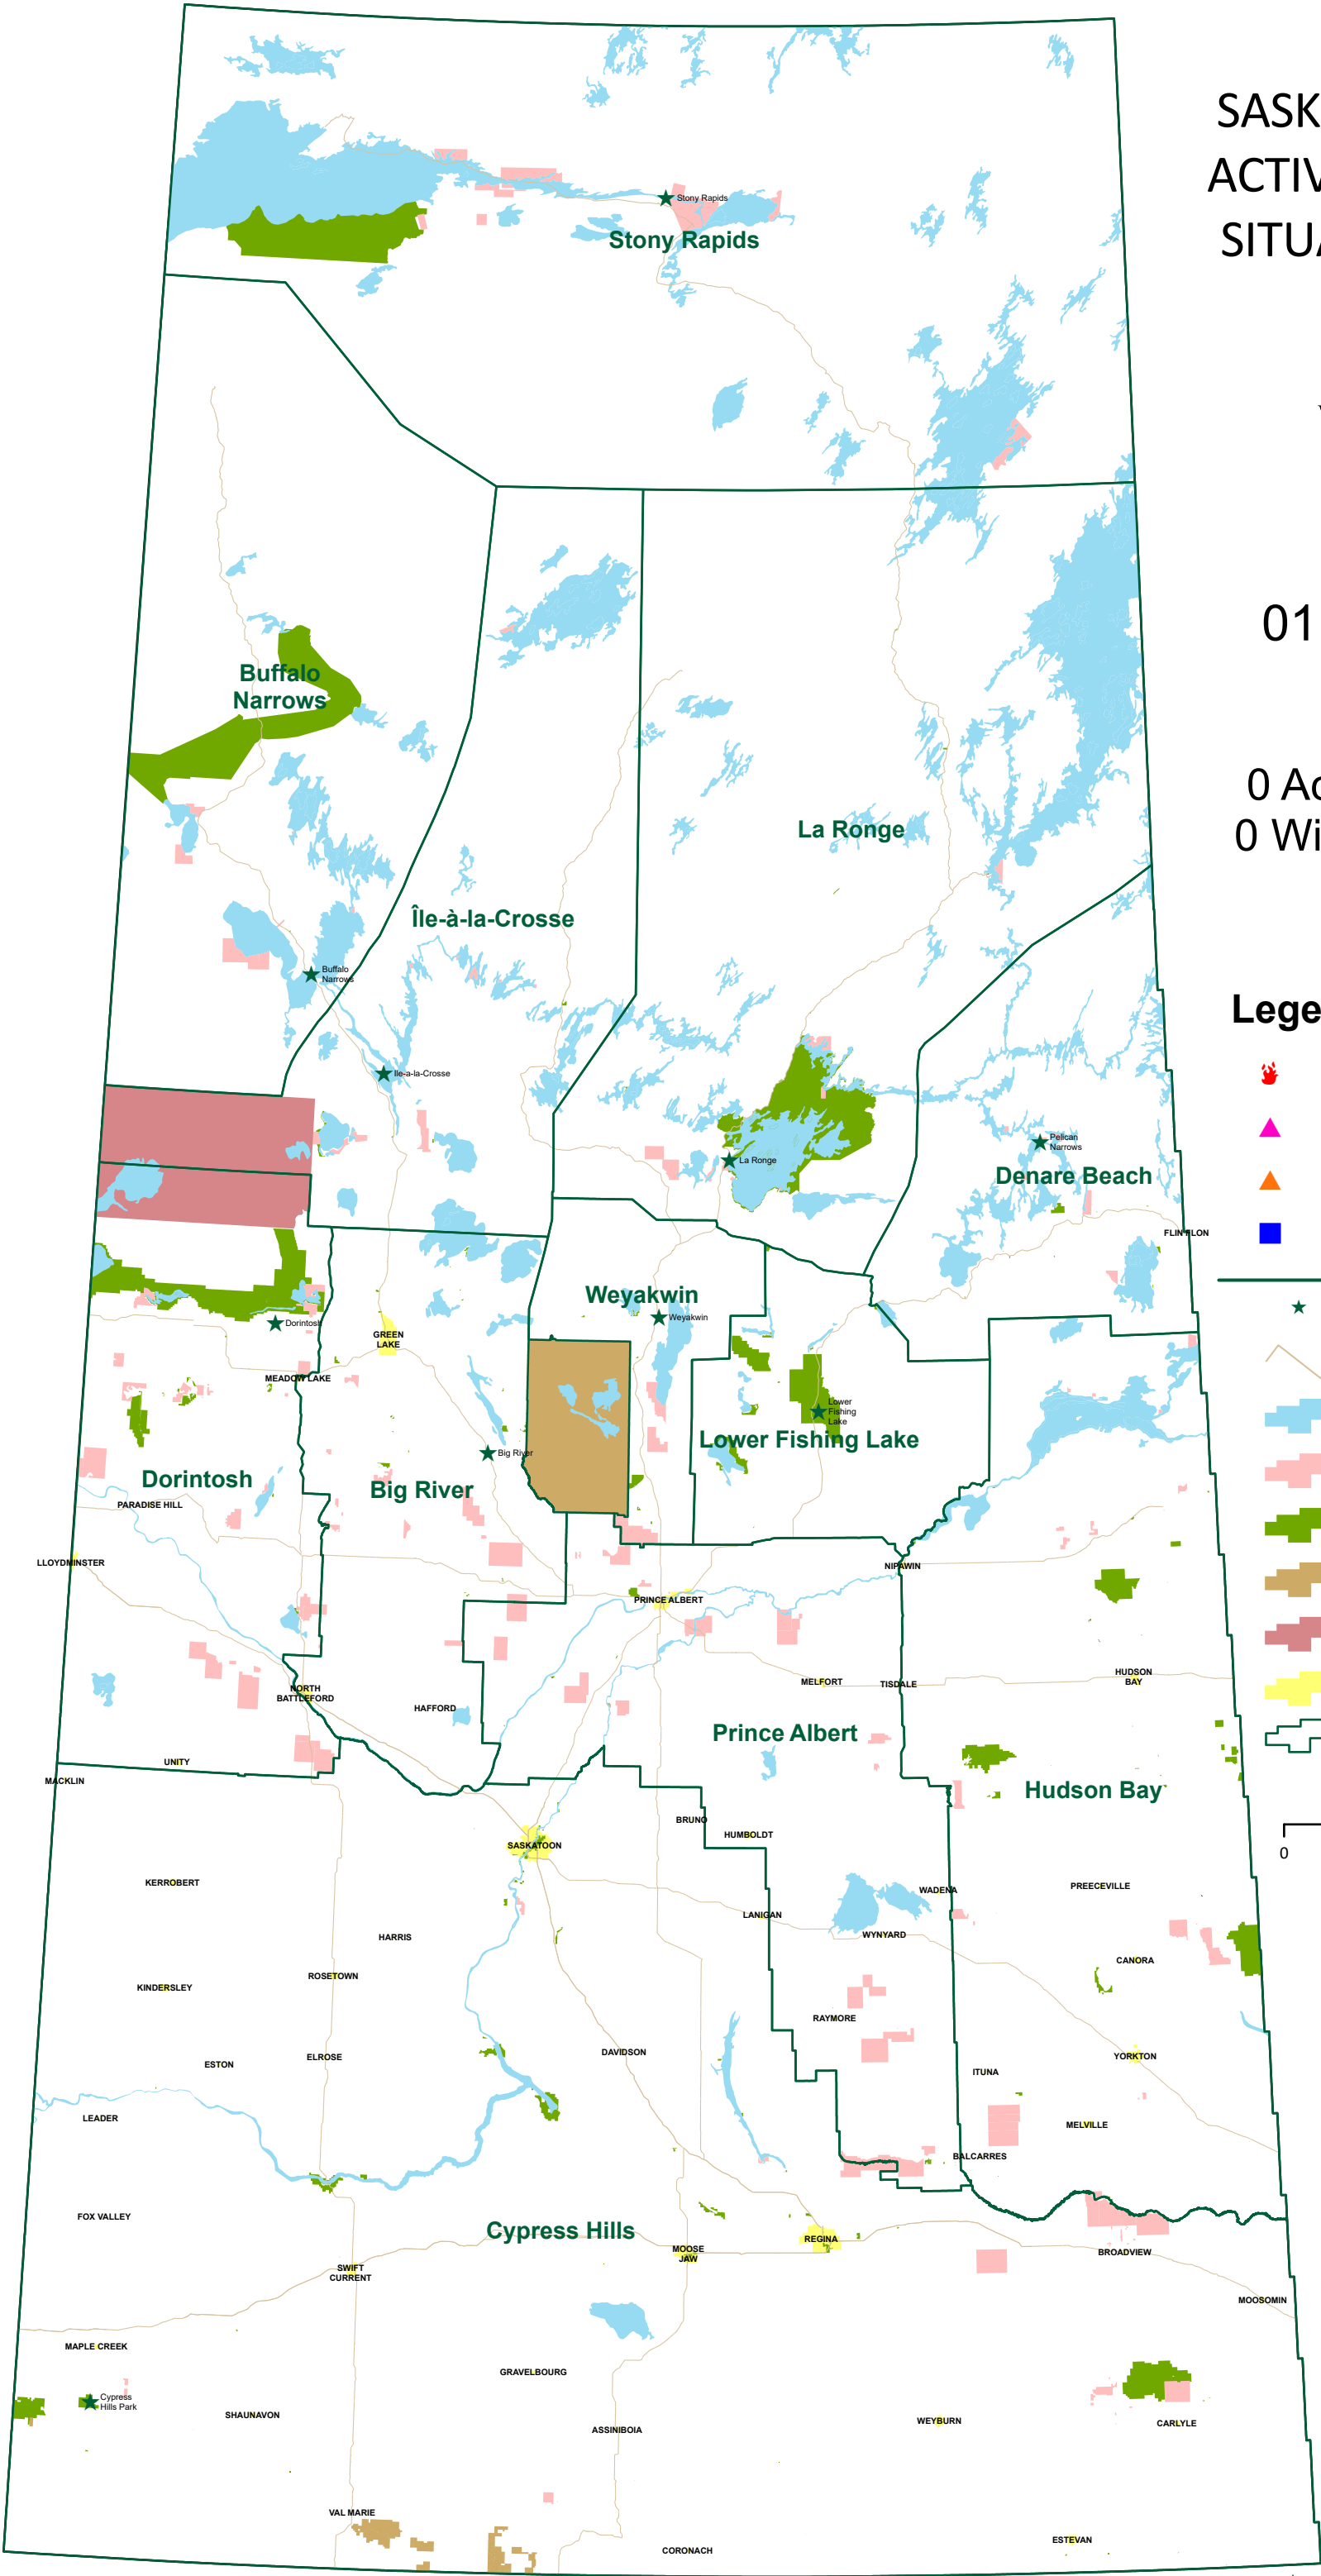 SASK
ACTIV
SITUA
Stony Rapids
Stony Rapids
01
Buffalo
Narrows
0 Ac
0 Wi
La Ronge
Île-à-la-Crosse
Buffalo
Narrows
Lege
Ile-a-la-Crosse
Pelican
Narrows
La Ronge
Denare Beach
FLIN FLON
Weyakwin
Weyakwin
Dorintosh
GREEN
LAKE
MEADOW LAKE
Lower
Fishing
Lake
Lower Fishing Lake
Big River
Dorintosh
Big River
PARADISE HILL
LLOYDMINSTER
NIPAWIN
PRINCE ALBERT
HUDSON
BAY
MELFORT
TISDALE
NORTH
BATTLEFORD
HAFFORD
Prince Albert
UNITY
MACKLIN
Hudson Bay
BRUNO
HUMBOLDT
SASKATOON
0
KERROBERT
PREECEVILLE
WADENA
LANIGAN
WYNYARD
HARRIS
CANORA
ROSETOWN
KINDERSLEY
RAYMORE
DAVIDSON
ELROSE
YORKTON
ESTON
ITUNA
LEADER
MELVILLE
BALCARRES
FOX VALLEY
Cypress Hills
REGINA
MOOSE
JAW
BROADVIEW
SWIFT
CURRENT
MOOSOMIN
MAPLE CREEK
GRAVELBOURG
Cypress
Hills Park
SHAUNAVON
WEYBURN
CARLYLE
ASSINIBOIA
VAL MARIE
ESTEVAN
CORONACH